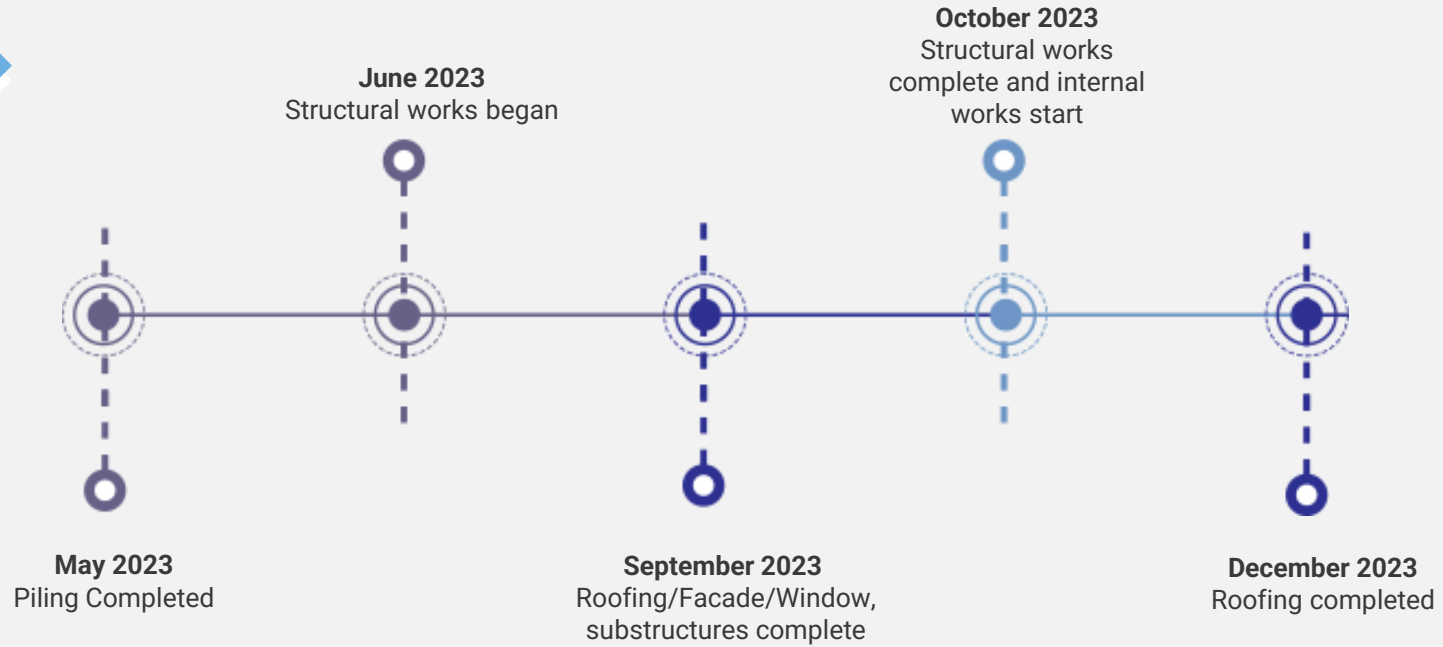 May 2023
Piling Completed
June 2023
Structural works began
September 2023
Roofing/Facade/Window,
substructures complete
October 2023
Structural works
complete and internal
works start
December 2023
Roofing completed